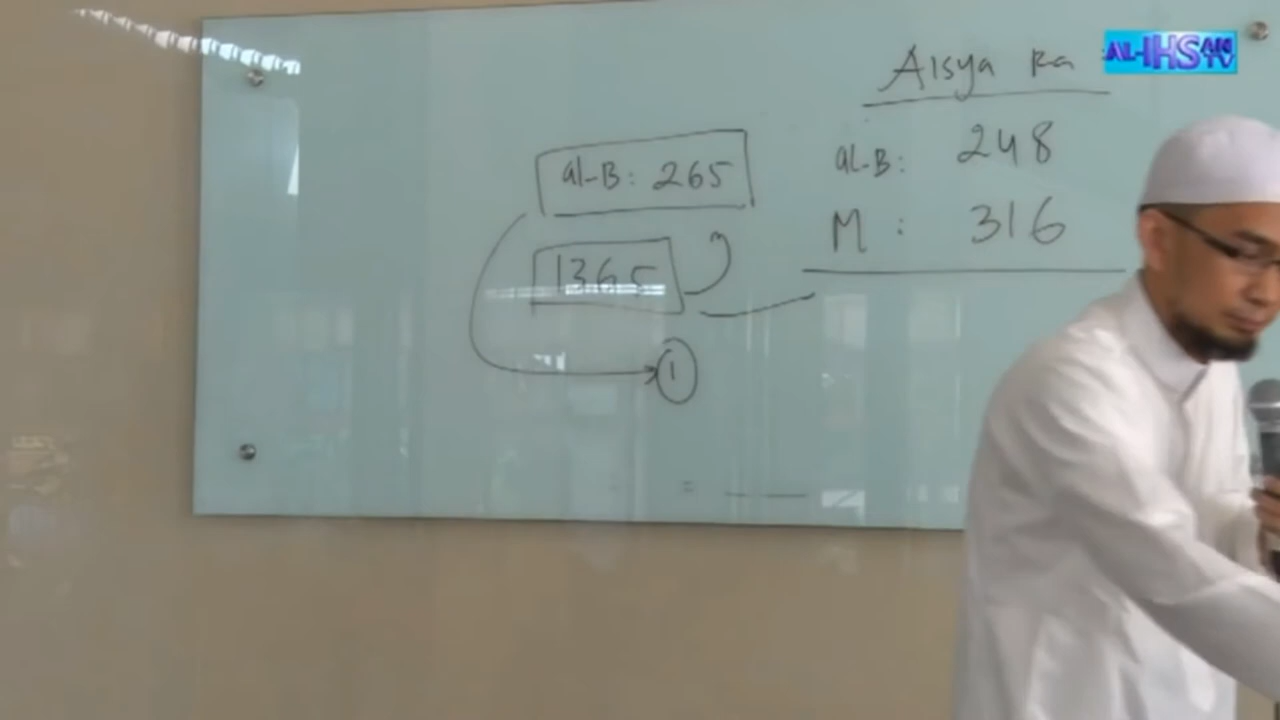 AL-IHSAN TV
Aisya ra
al-B: 248
M : 316
al-B: 265
1365
1